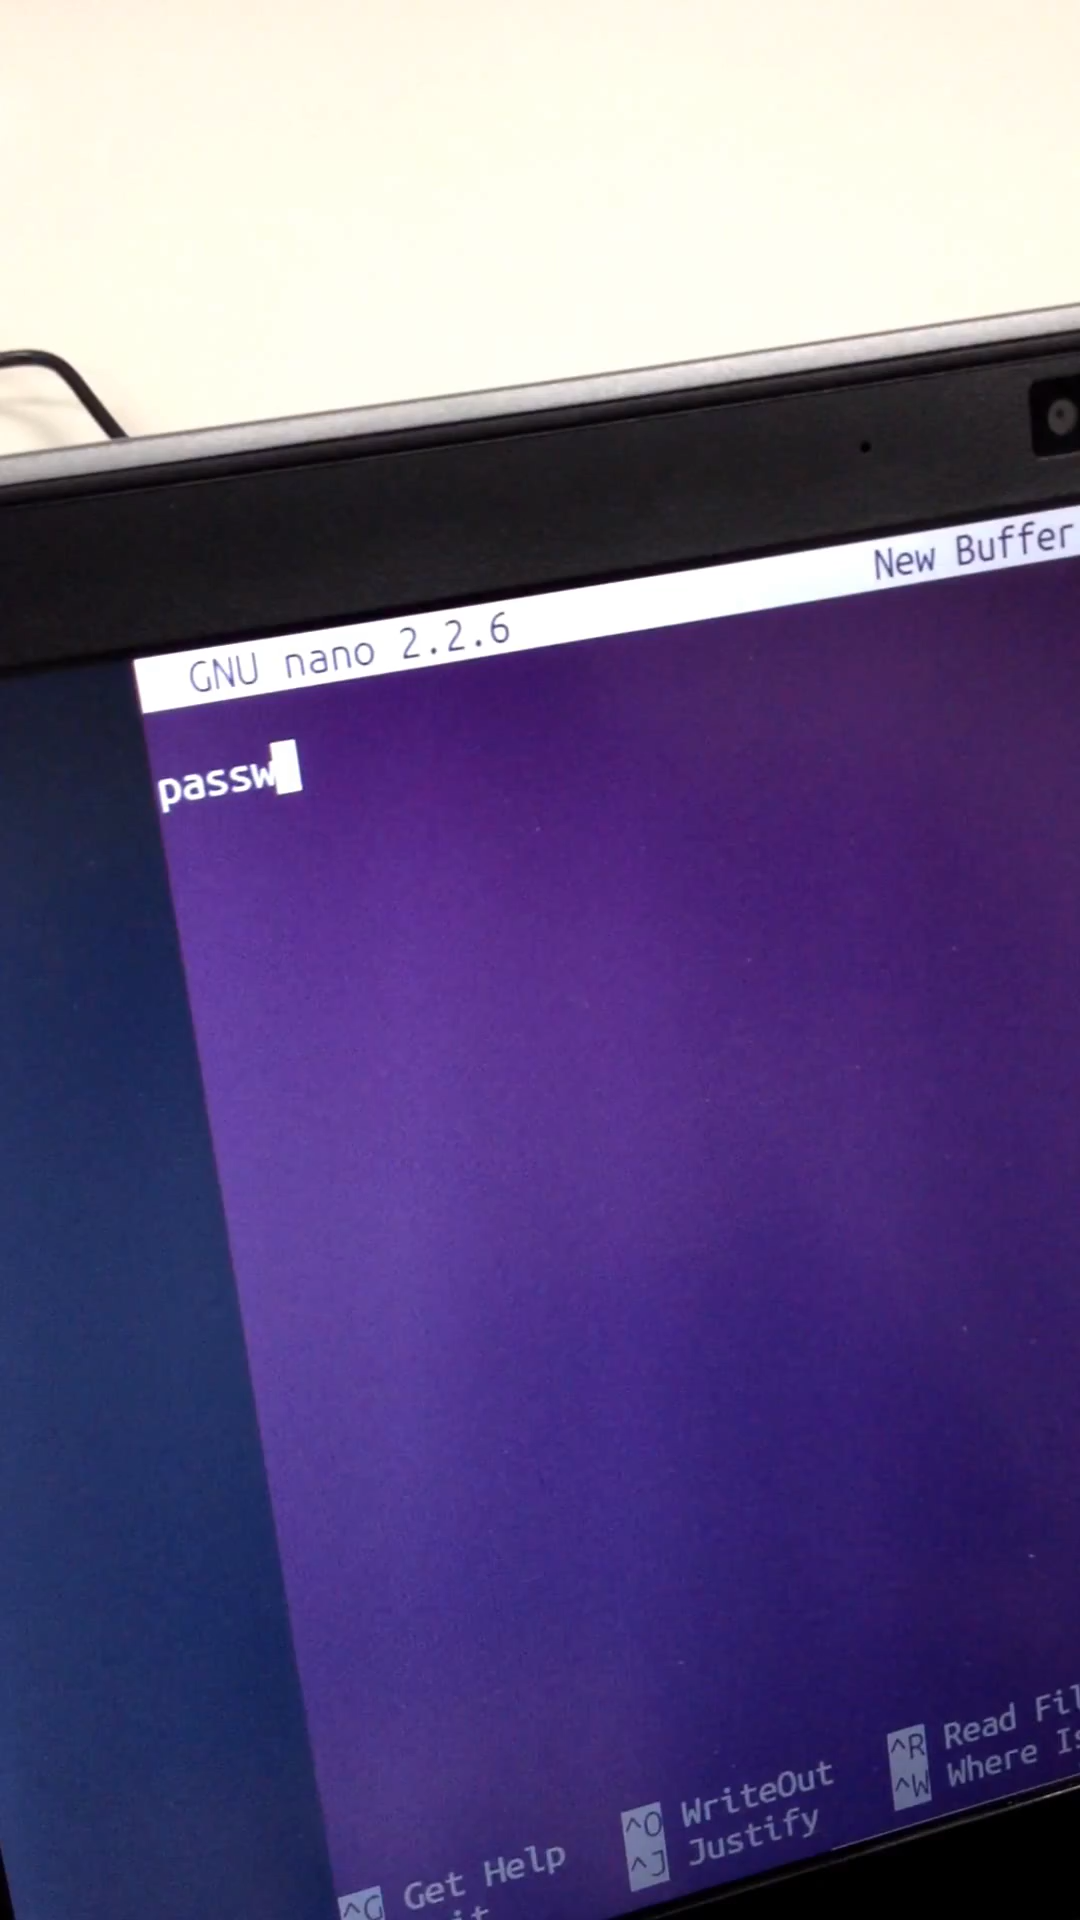 GNU nano 2.2.6 New Buffer
passw
^G Get Help ^O WriteOut ^R Read Fil
^J Justify ^W Where Is